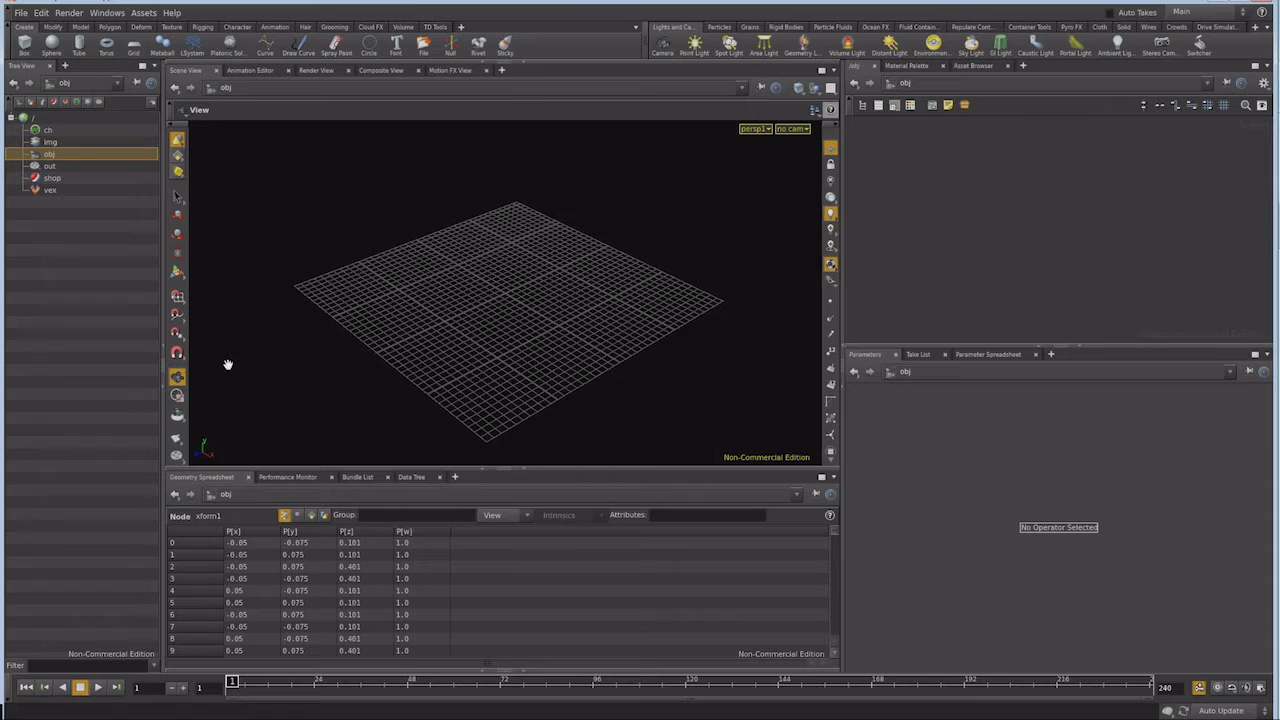 File Edit Render Windows Assets Help Auto Takes Main
Create Modify Model Polygon Deform Texture Rigging Character Animation Hair Grooming Cloud FX Volume TD Tools
Lights and Ca... Particles Grains Rigid Bodies Particle Fluids Ocean FX Fluid Contain... Populate Cont... Container Tools Pyro FX Cloth Wires Crowds Drive Simulat...
Box Sphere Tube Torus Grid Metaball LSystem Platonic Sol... Curve Draw Curve Spray Paint Circle Font File Null Rivet Sticky
Camera Point Light Spot Light Area Light Geometry L... Volume Light Distant Light Environmen... Sky Light GI Light Caustic Light Portal Light Ambient Lig... Stereo Cam... Switcher
Tree View
obj
/
ch
img
obj
out
shop
vex
Non-Commercial Edition
Filter
Scene View Animation Editor Render View Composite View Motion FX View
obj
View
persp1 no cam
Non-Commercial Edition
Geometry Spreadsheet Performance Monitor Bundle List Data Tree
obj
Node xform1 Group: View Intrinsics Attributes:
P[x] P[y] P[z] P[w]
0 -0.05 -0.075 0.101 1.0
1 -0.05 0.075 0.101 1.0
2 -0.05 0.075 0.401 1.0
3 -0.05 -0.075 0.401 1.0
4 0.05 -0.075 0.101 1.0
5 0.05 0.075 0.101 1.0
6 -0.05 0.075 0.101 1.0
7 -0.05 -0.075 0.101 1.0
8 0.05 -0.075 0.401 1.0
9 0.05 0.075 0.401 1.0
Non-Commercial Edition
/obj Material Palette Asset Browser
obj
Parameters Take List Parameter Spreadsheet
obj
No Operator Selected
1 1 1 24 48 72 96 120 144 168 192 216 240
Auto Update